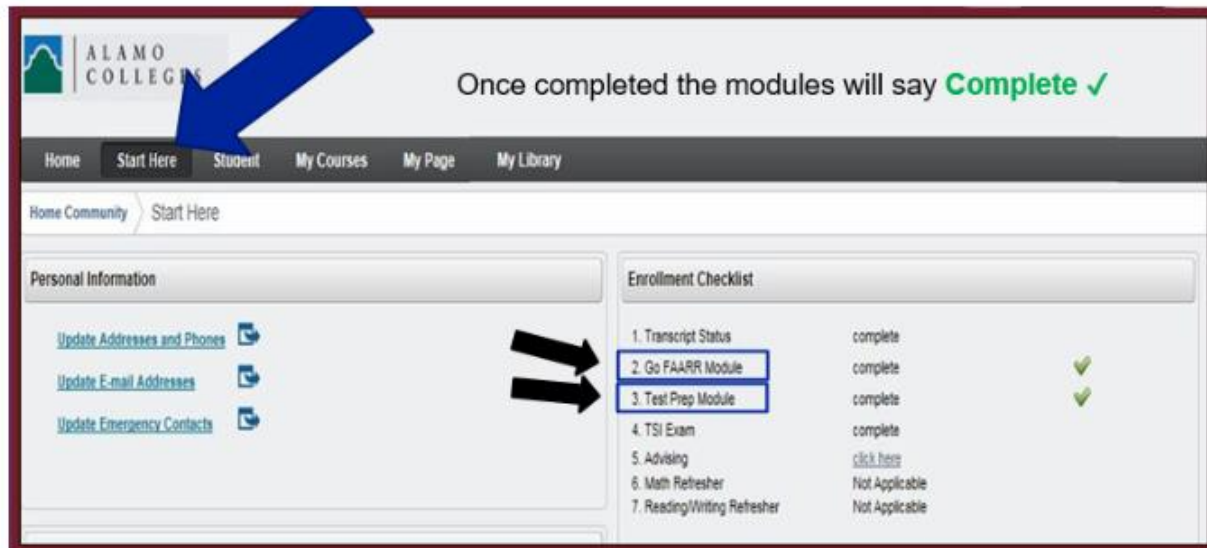 ALAMO
COLLEGES
Once completed the modules will say Complete ✓
Home Start Here Student My Courses My Page My Library
Home Community Start Here
Personal Information
Update Addresses and Phones
Update E-mail Addresses
Update Emergency Contacts
Enrollment Checklist
1. Transcript Status complete
2. Go FAARR Module complete
3. Test Prep Module complete
4. TSI Exam complete
5. Advising click here
6. Math Refresher Not Applicable
7. Reading/Writing Refresher Not Applicable